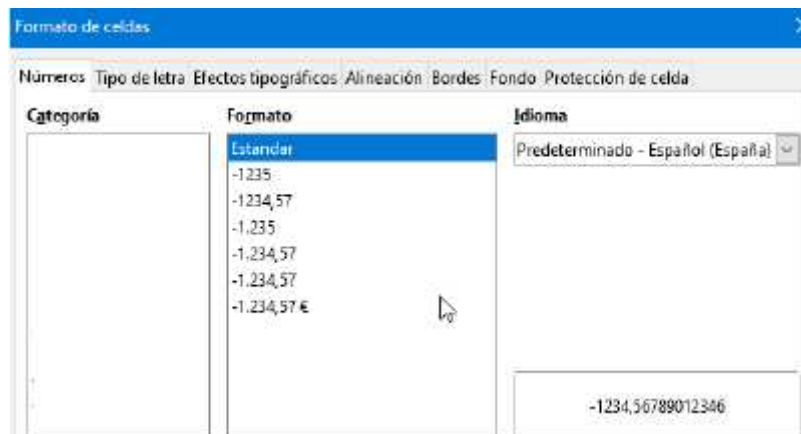 Formato de celdas
Números Tipo de letra Efectos tipográficos Alineación Bordes Fondo Protección de celda
Categoría
Formato
Idioma
Estandar
Predeterminado - Español (España)
-1235
-1234,57
-1.235
-1.234,57
-1.234,57
-1.234,57 €
-1234,56789012346